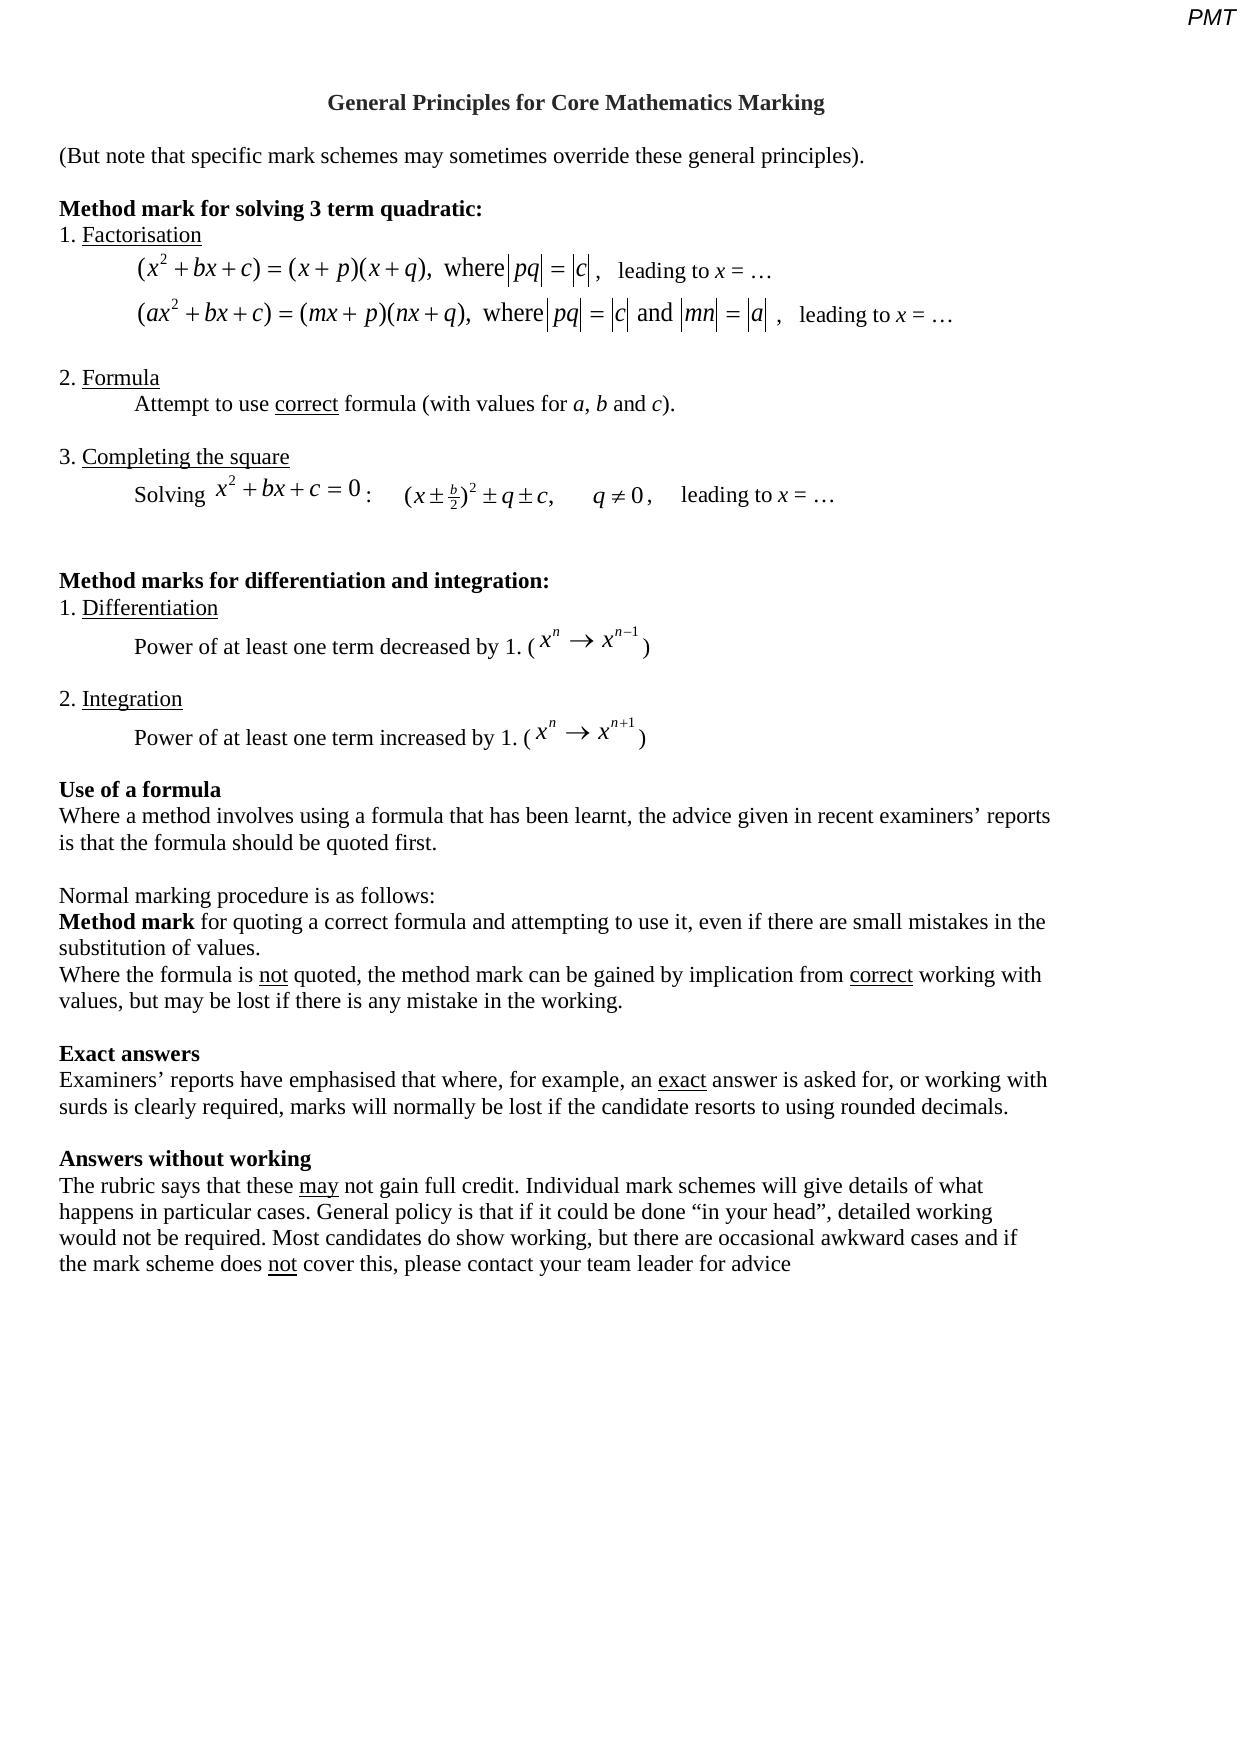 PMT
General Principles for Core Mathematics Marking
(But note that specific mark schemes may sometimes override these general principles).
Method mark for solving 3 term quadratic:
1. Factorisation
(x² + bx + c) = (x + p)(x + q), where |pq| = |c| , leading to x = …
(ax² + bx + c) = (mx + p)(nx + q), where |pq| = |c| and |mn| = |a| , leading to x = …
2. Formula
Attempt to use correct formula (with values for a, b and c).
3. Completing the square
Solving x² + bx + c = 0 : (x ± b/2)² ± q ± c, q ≠ 0 , leading to x = …
Method marks for differentiation and integration:
1. Differentiation
Power of at least one term decreased by 1. ( xⁿ → xⁿ⁻¹ )
2. Integration
Power of at least one term increased by 1. ( xⁿ → xⁿ⁺¹ )
Use of a formula
Where a method involves using a formula that has been learnt, the advice given in recent examiners’ reports
is that the formula should be quoted first.
Normal marking procedure is as follows:
Method mark for quoting a correct formula and attempting to use it, even if there are small mistakes in the
substitution of values.
Where the formula is not quoted, the method mark can be gained by implication from correct working with
values, but may be lost if there is any mistake in the working.
Exact answers
Examiners’ reports have emphasised that where, for example, an exact answer is asked for, or working with
surds is clearly required, marks will normally be lost if the candidate resorts to using rounded decimals.
Answers without working
The rubric says that these may not gain full credit. Individual mark schemes will give details of what
happens in particular cases. General policy is that if it could be done “in your head”, detailed working
would not be required. Most candidates do show working, but there are occasional awkward cases and if
the mark scheme does not cover this, please contact your team leader for advice